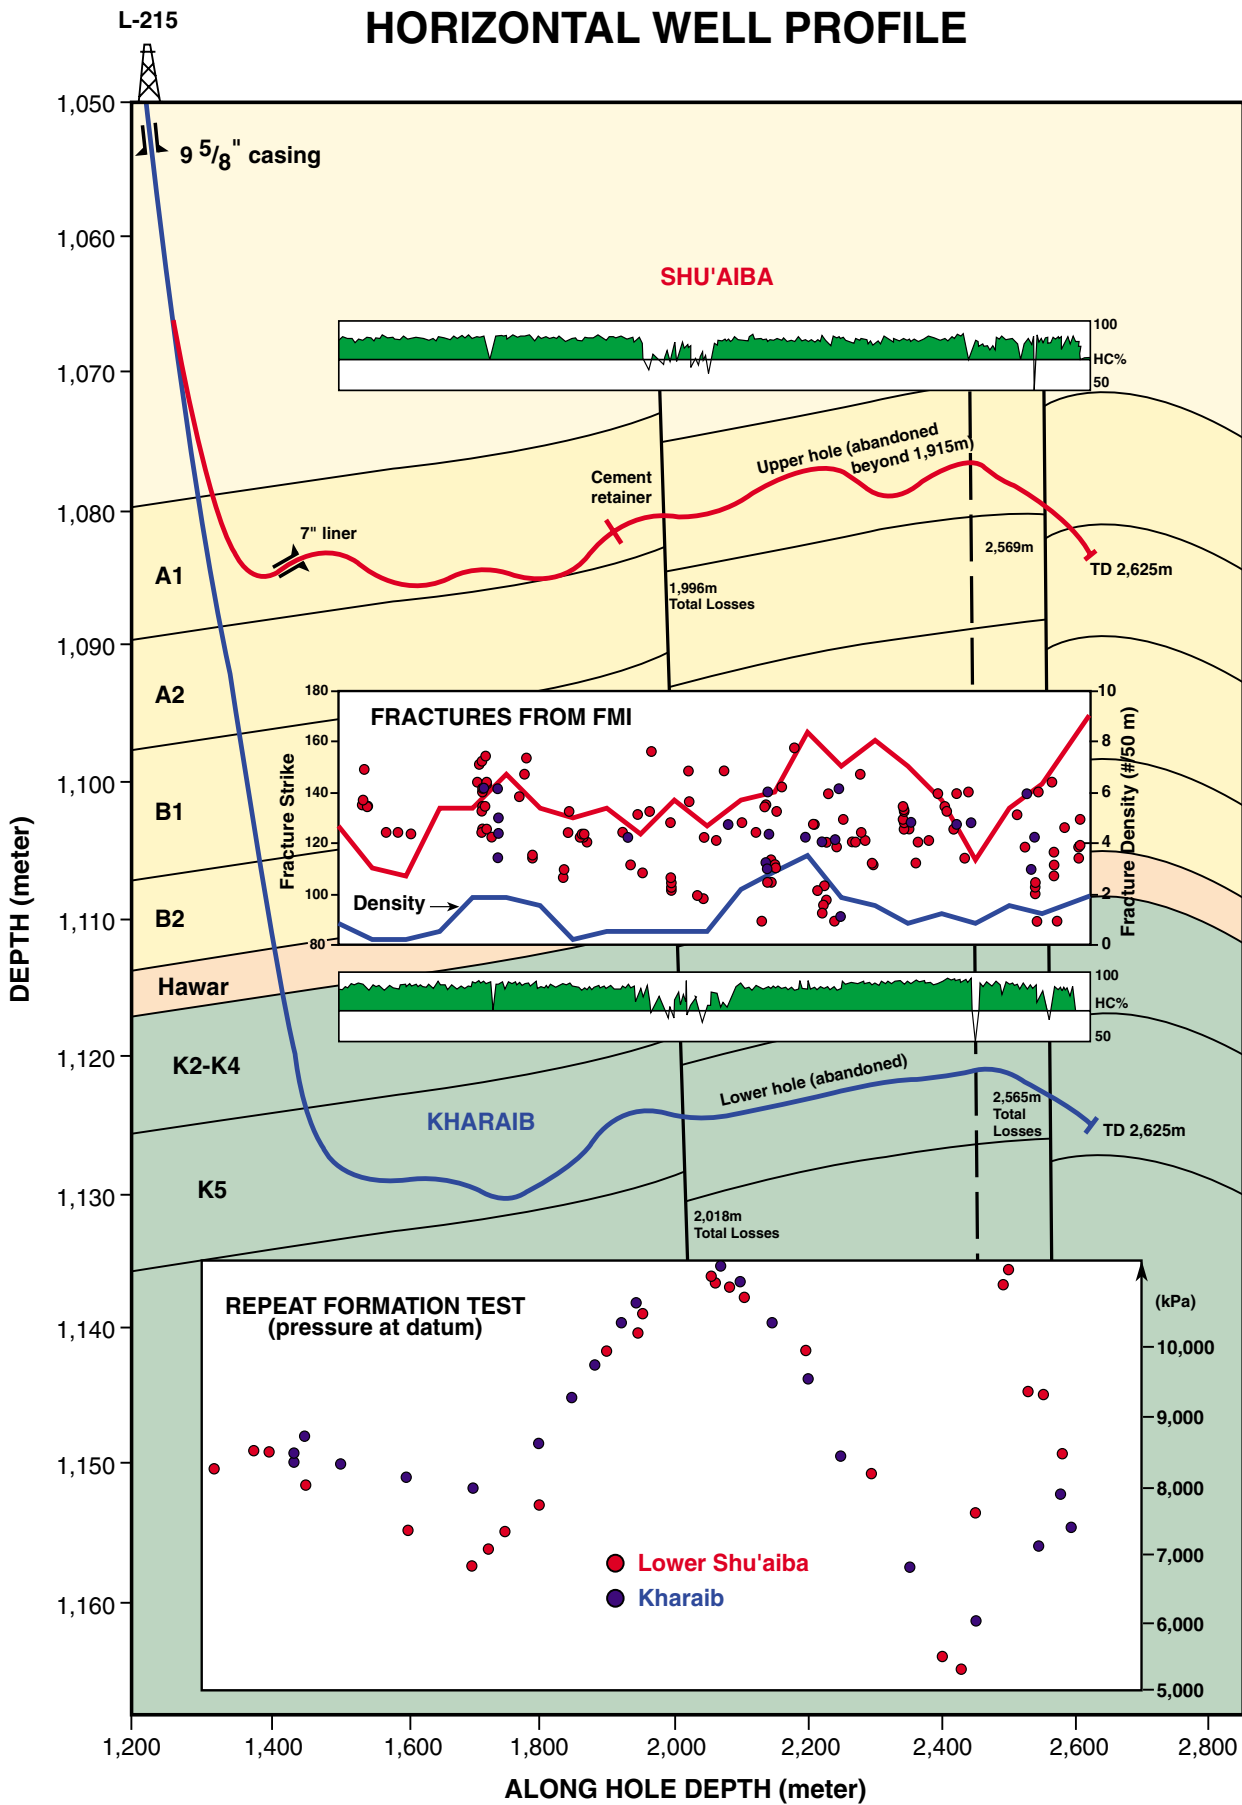 L-215
HORIZONTAL WELL PROFILE
1,050
9 5/8" casing
1,060
SHU'AIBA
100
HC%
50
1,070
Upper hole (abandoned
beyond 1,915m)
Cement
retainer
1,080
7" liner
2,569m
TD 2,625m
A1
1,996m
Total Losses
1,090
A2
180
10
FRACTURES FROM FMI
160
8
1,100
140
6
B1
120
4
Fracture Strike
Fracture Density (#/50 m)
100
2
Density
B2
1,110
80
0
Hawar
100
HC%
50
1,120
K2-K4
Lower hole (abandoned)
2,565m
Total
Losses
KHARAIB
TD 2,625m
1,130
K5
2,018m
Total Losses
REPEAT FORMATION TEST
(pressure at datum)
(kPa)
1,140
10,000
9,000
1,150
8,000
7,000
Lower Shu'aiba
Kharaib
1,160
6,000
5,000
DEPTH (meter)
1,200 1,400 1,600 1,800 2,000 2,200 2,400 2,600 2,800
ALONG HOLE DEPTH (meter)